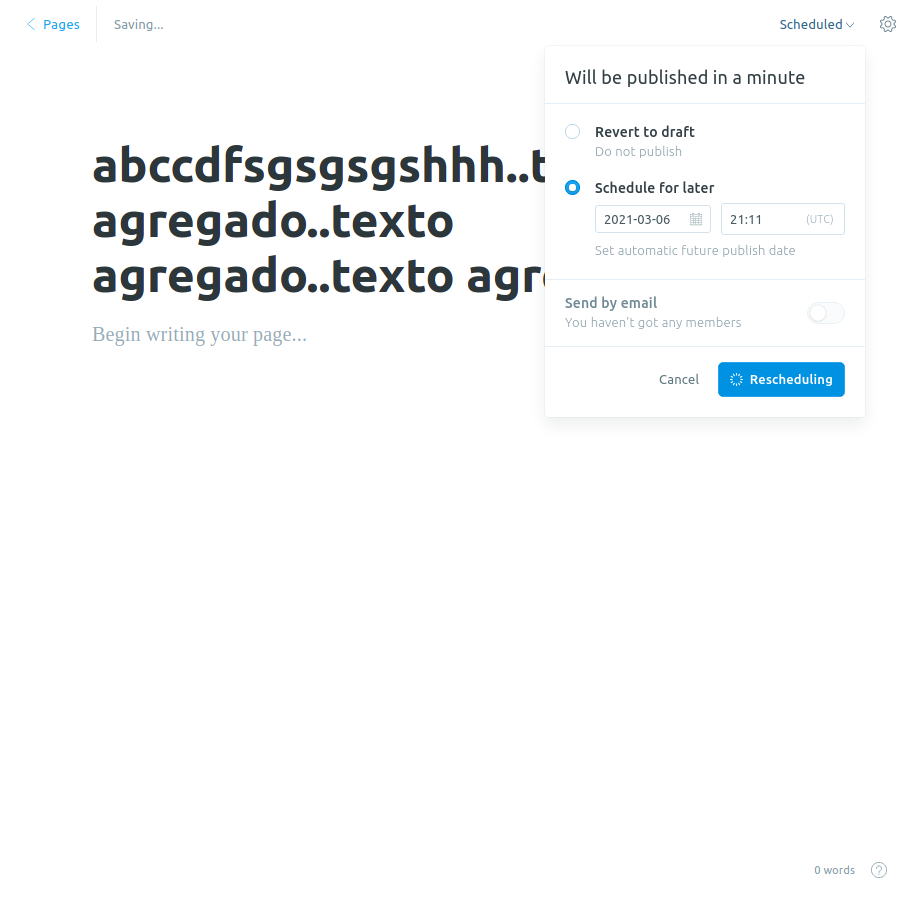 Pages
Saving...
Scheduled
Will be published in a minute
abccdfsgsgsgshhh..
agregado..texto
agregado..texto
Begin writing your page...
Revert to draft
Do not publish
Schedule for later
2021-03-06
21:11 (UTC)
Set automatic future publish date
Send by email
You haven't got any members
Cancel
Rescheduling
0 words
?